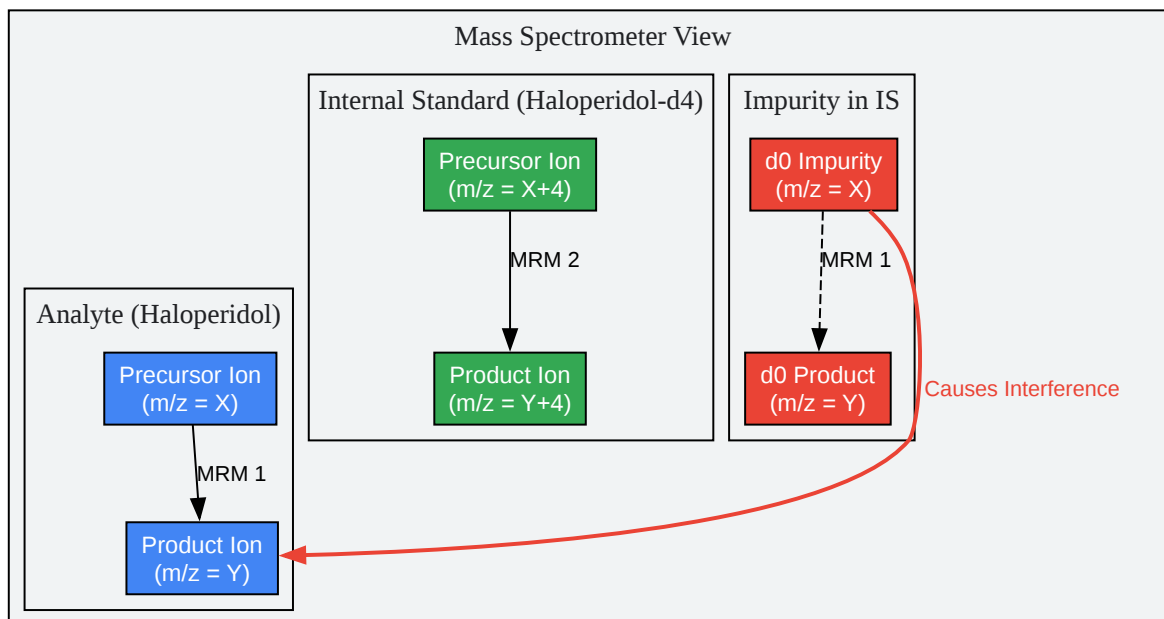 Mass Spectrometer View
Internal Standard (Haloperidol-d4)
Precursor Ion
(m/z = X+4)
MRM 2
Product Ion
(m/z = Y+4)
Impurity in IS
d0 Impurity
(m/z = X)
MRM 1
d0 Product
(m/z = Y)
Causes Interference
Analyte (Haloperidol)
Precursor Ion
(m/z = X)
MRM 1
Product Ion
(m/z = Y)